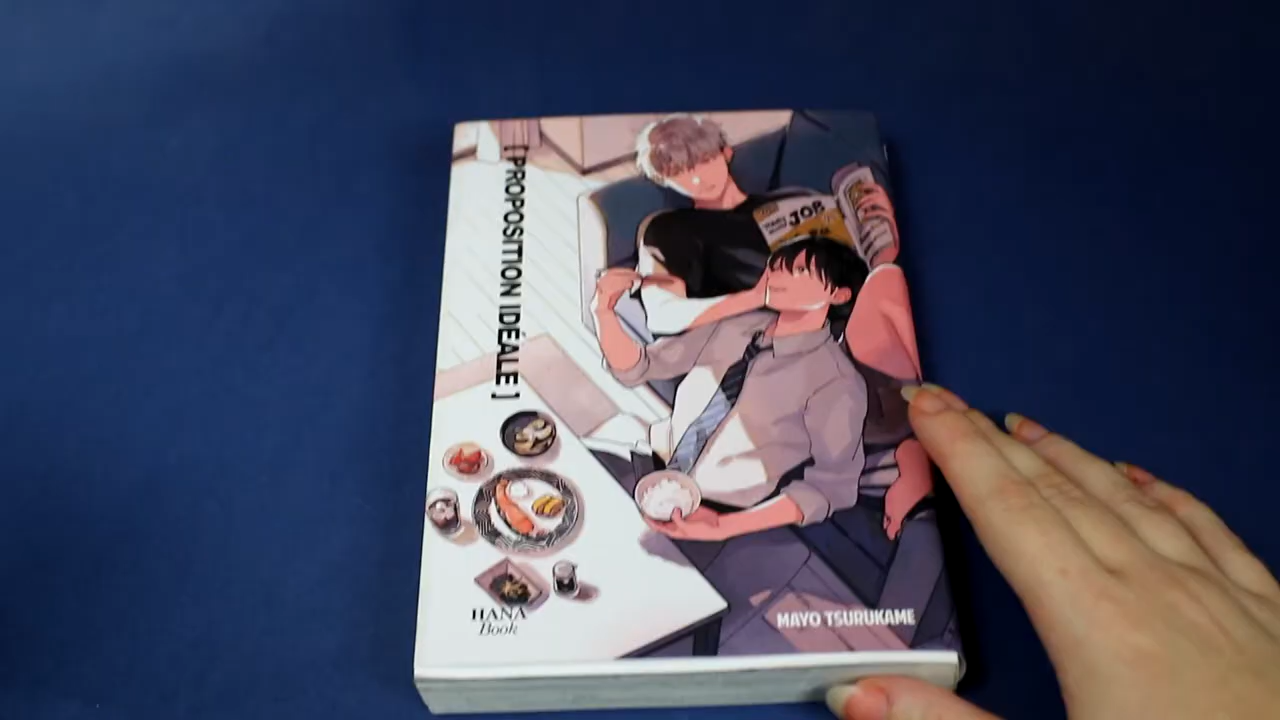 [ PROPOSITION IDÉALE ]
JOB
HANA
Book
MAYO TSURUKAME